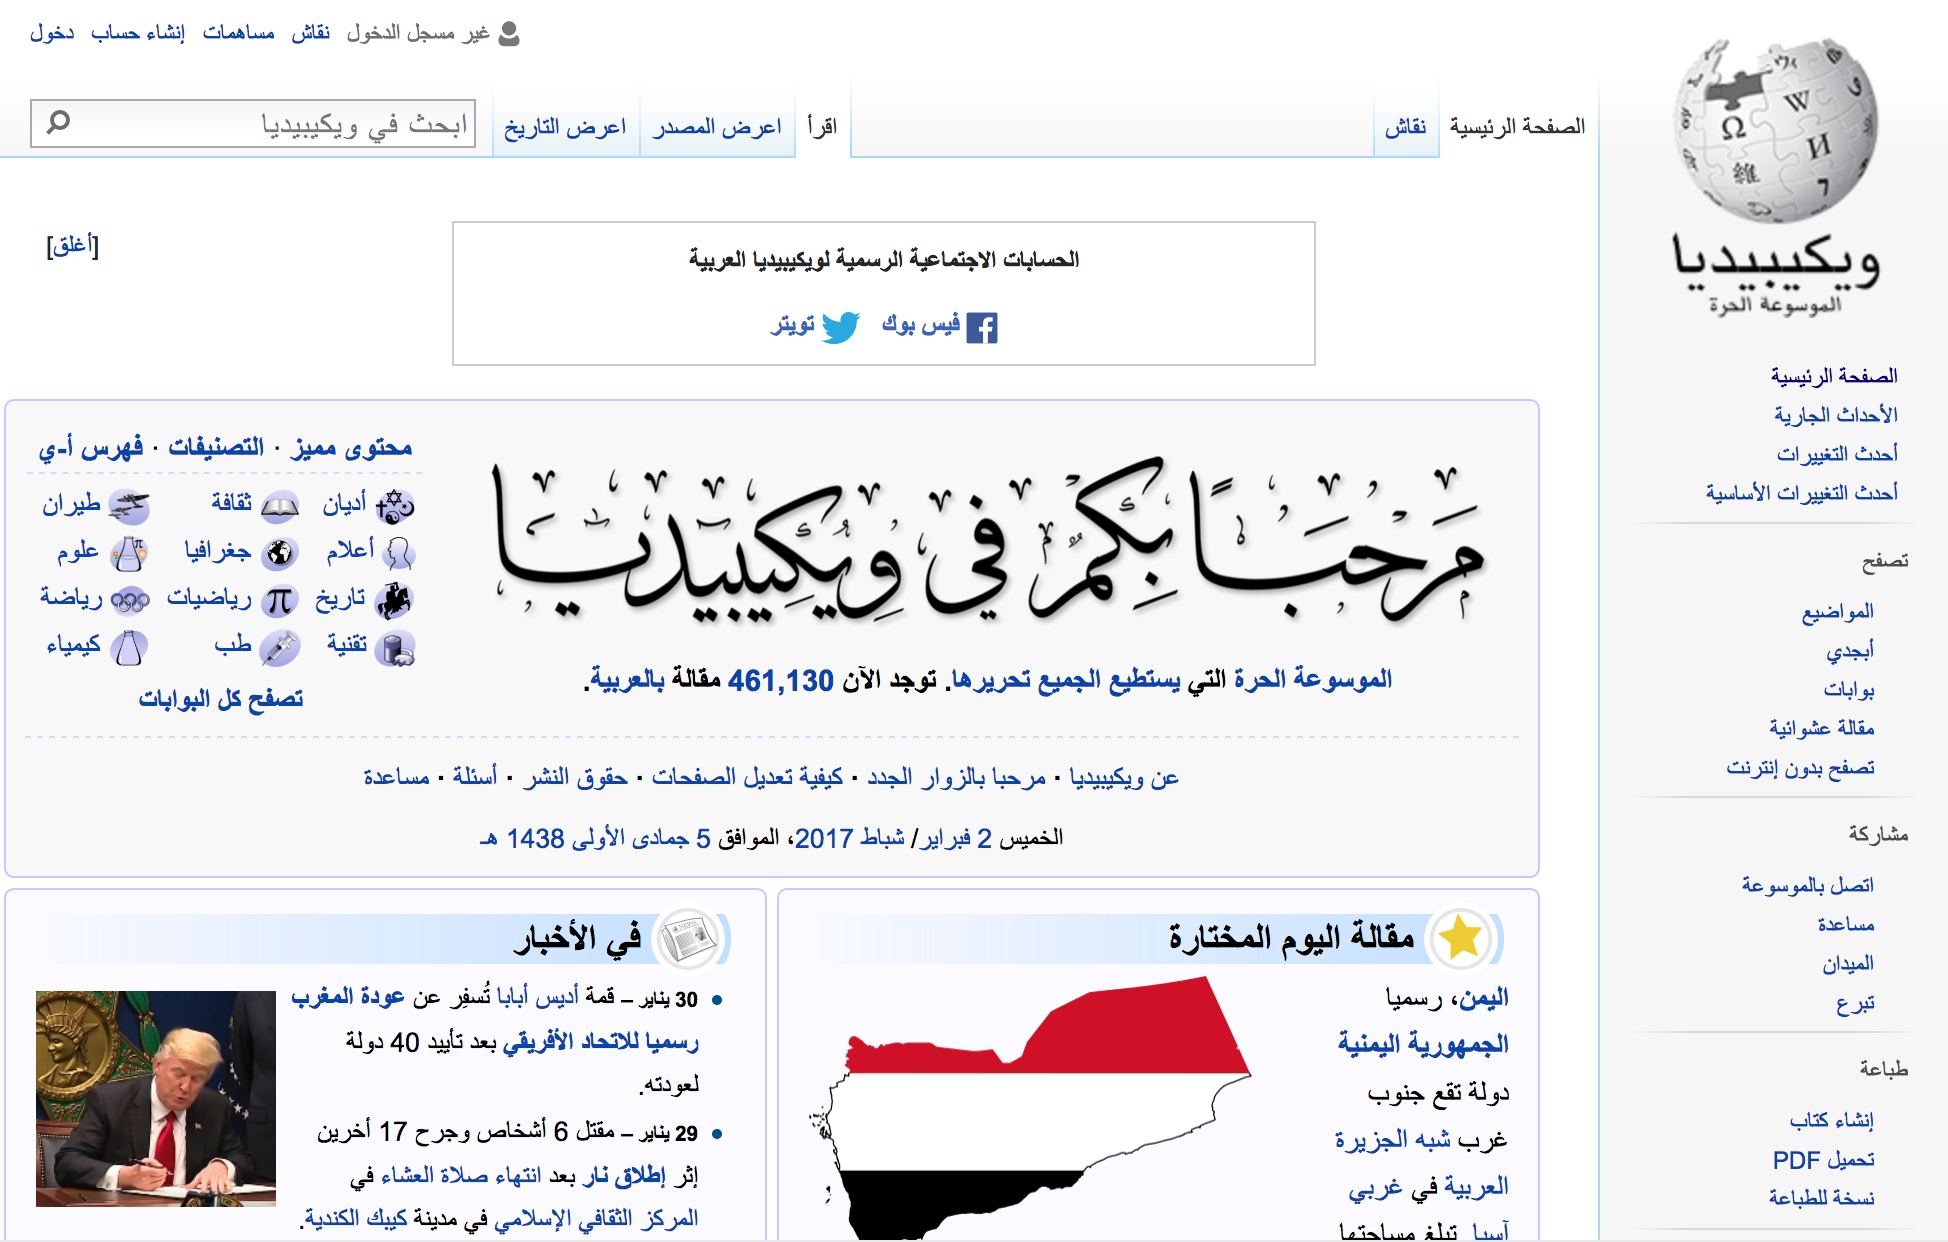 غير مسجل الدخول نقاش مساهمات إنشاء حساب دخول
الصفحة الرئيسية نقاش اقرأ اعرض المصدر اعرض التاريخ ابحث في ويكيبيديا
ويكيبيديا
الموسوعة الحرة
الصفحة الرئيسية
الأحداث الجارية
أحدث التغييرات
أحدث التغييرات الأساسية
تصفح
المواضيع
أبجدي
بوابات
مقالة عشوائية
تصفح بدون إنترنت
مشاركة
اتصل بالموسوعة
مساعدة
الميدان
تبرع
طباعة
إنشاء كتاب
تحميل PDF
نسخة للطباعة
[أغلق]
الحسابات الاجتماعية الرسمية لويكيبيديا العربية
فيس بوك تويتر
مَرْحَبًا بِكُمْ فِي وِيكِيبِيدْيَا
الموسوعة الحرة التي يستطيع الجميع تحريرها. توجد الآن 461,130 مقالة بالعربية.
محتوى مميز · التصنيفات · فهرس أ-ي
أديان ثقافة طيران
أعلام جغرافيا علوم
تاريخ رياضيات رياضة
تقنية طب كيمياء
تصفح كل البوابات
عن ويكيبيديا · مرحبا بالزوار الجدد · كيفية تعديل الصفحات · حقوق النشر · أسئلة · مساعدة
الخميس 2 فبراير/ شباط 2017، الموافق 5 جمادى الأولى 1438 هـ
مقالة اليوم المختارة
اليمن، رسميا
الجمهورية اليمنية
دولة تقع جنوب
غرب شبه الجزيرة
العربية في غربي
آسيا. تبلغ مساحتها
في الأخبار
30 يناير – قمة أديس أبابا تُسفِر عن عودة المغرب
رسميا للاتحاد الأفريقي بعد تأييد 40 دولة
لعودته.
29 يناير – مقتل 6 أشخاص وجرح 17 أخرين
إثر إطلاق نار بعد انتهاء صلاة العشاء في
المركز الثقافي الإسلامي في مدينة كيبك الكندية.